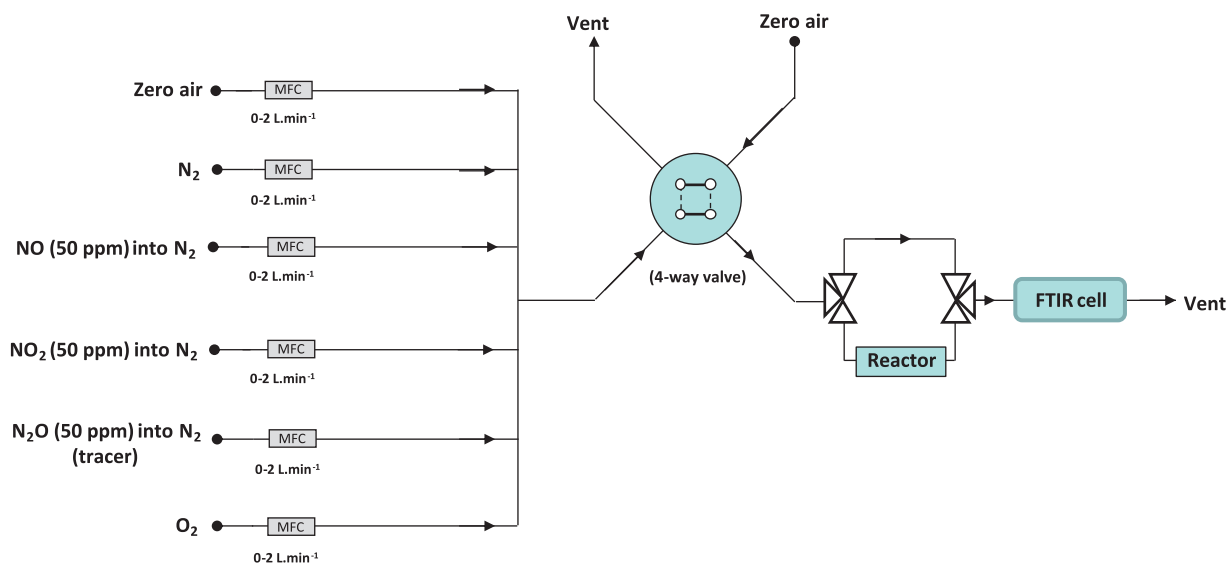 Vent
Zero air
Zero air
MFC
0-2 L.min⁻¹
N₂
MFC
0-2 L.min⁻¹
NO (50 ppm) into N₂
MFC
0-2 L.min⁻¹
(4-way valve)
NO₂ (50 ppm) into N₂
MFC
0-2 L.min⁻¹
FTIR cell
Vent
Reactor
N₂O (50 ppm) into N₂
(tracer)
MFC
0-2 L.min⁻¹
O₂
MFC
0-2 L.min⁻¹